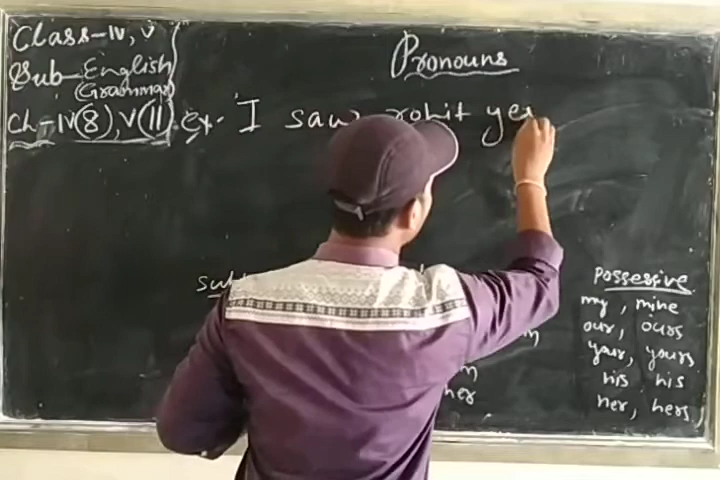 Class-IV, V
Sub-English
(Grammar)
Ch-IV(8), V(11)
Pronouns
ex. I saw rohit yes
Possessive
my, mine
our, ours
your, yours
his his
her, hers,
her